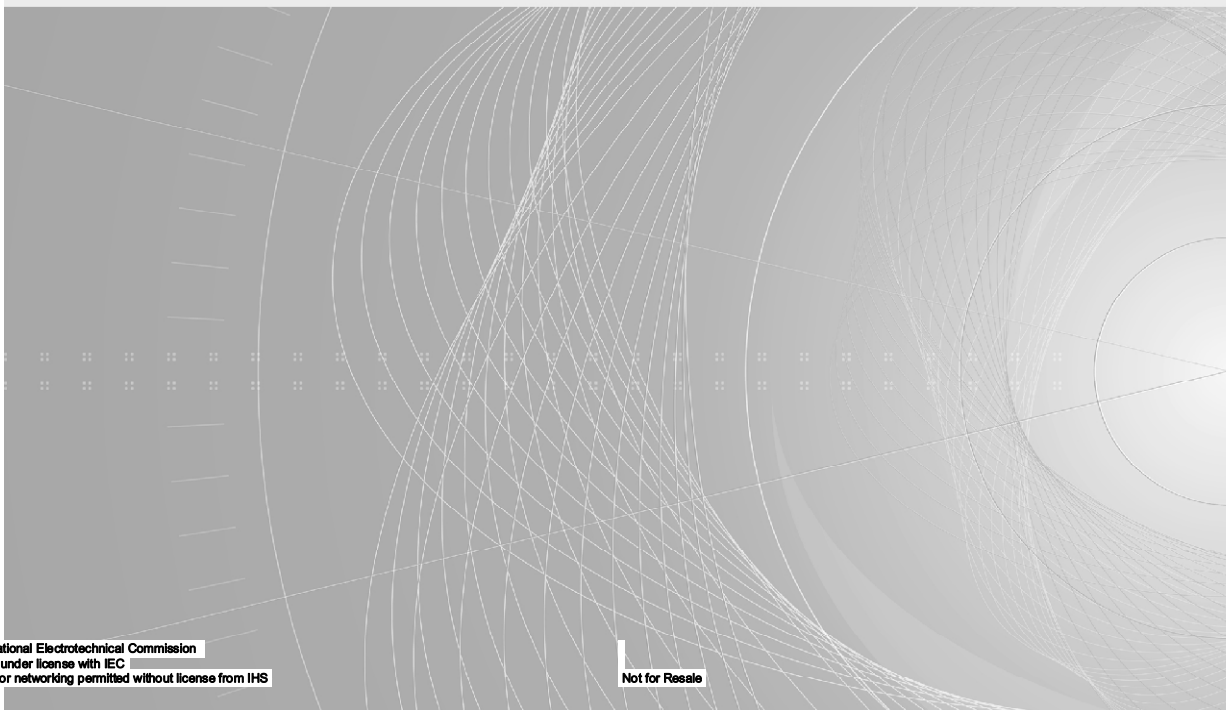 ational Electrotechnical Commission
under license with IEC
or networking permitted without license from IHS
Not for Resale